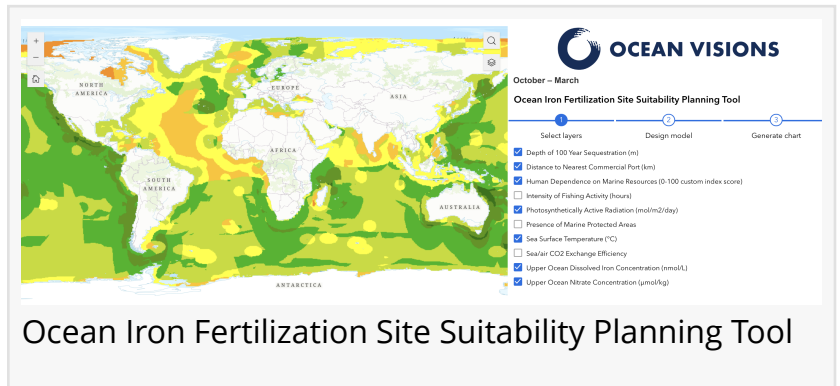 NORTH
AMERICA
EUROPE
ASIA
AFRICA
SOUTH
AMERICA
AUSTRALIA
ANTARCTICA
OCEAN VISIONS
October – March
Ocean Iron Fertilization Site Suitability Planning Tool
1
2
3
Select layers
Design model
Generate chart
Depth of 100 Year Sequestration (m)
Distance to Nearest Commercial Port (km)
Human Dependence on Marine Resources (0-100 custom index score)
Intensity of Fishing Activity (hours)
Photosynthetically Active Radiation (mol/m2/day)
Presence of Marine Protected Areas
Sea Surface Temperature (°C)
Sea/air CO2 Exchange Efficiency
Upper Ocean Dissolved Iron Concentration (nmol/L)
Upper Ocean Nitrate Concentration (μmol/kg)
Ocean Iron Fertilization Site Suitability Planning Tool